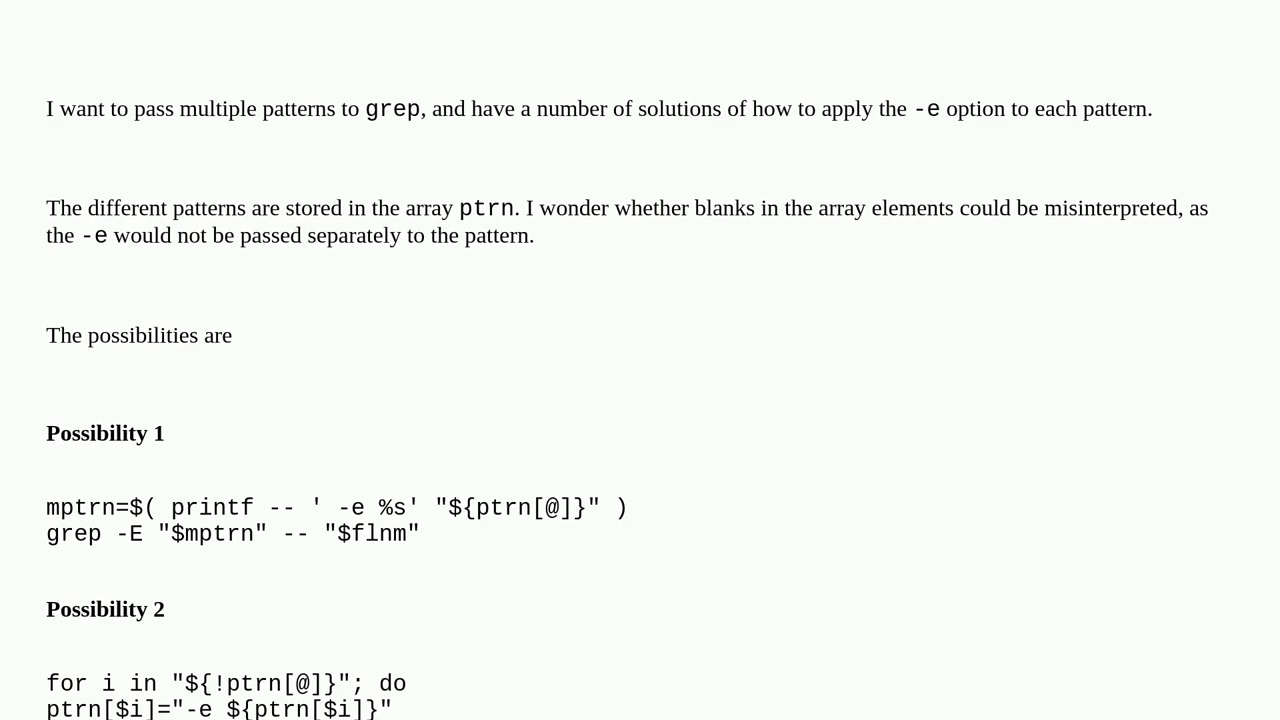 I want to pass multiple patterns to grep, and have a number of solutions of how to apply the -e option to each pattern.
The different patterns are stored in the array ptrn. I wonder whether blanks in the array elements could be misinterpreted, as
the -e would not be passed separately to the pattern.
The possibilities are
Possibility 1
mptrn=$( printf -- ' -e %s' "${ptrn[@]}" )
grep -E "$mptrn" -- "$flnm"
Possibility 2
for i in "${!ptrn[@]}"; do
ptrn[$i]="-e ${ptrn[$i]}"